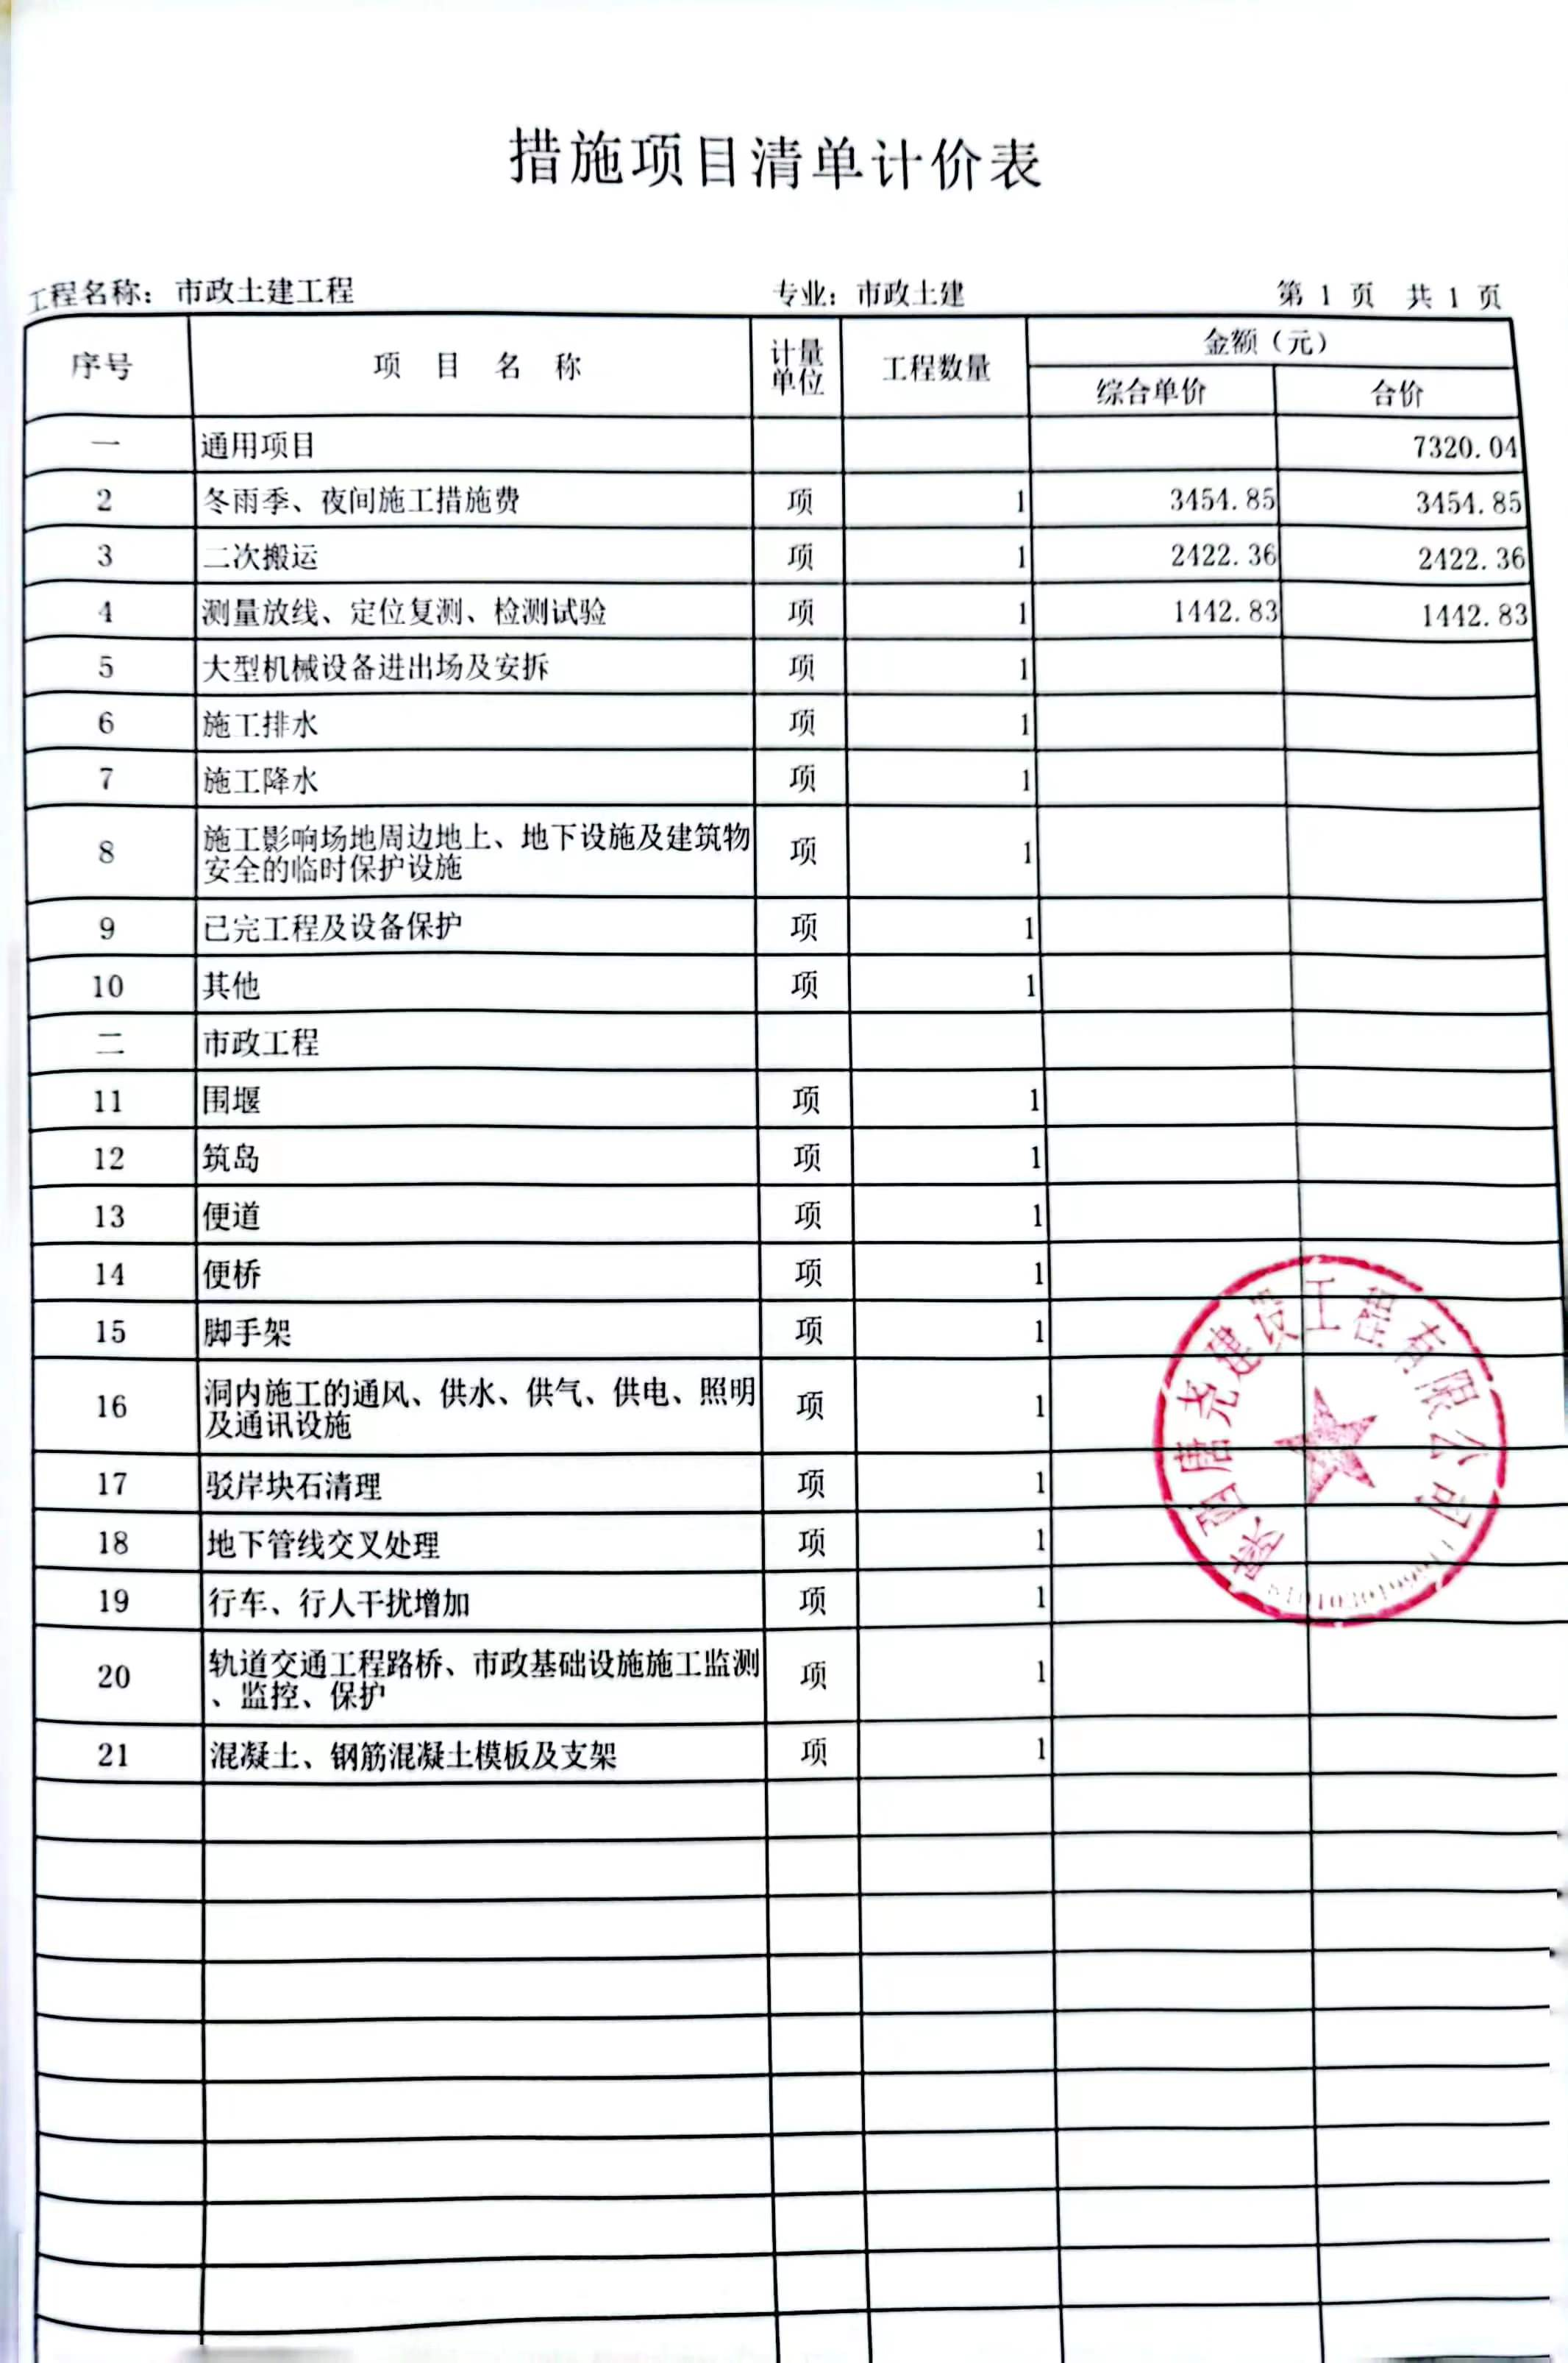 措施项目清单计价表
工程名称：市政土建工程 专业：市政土建 第 1 页 共 1 页
序号 项 目 名 称 计量单位 工程数量 金额（元）
综合单价 合价
一 通用项目 7320.04
2 冬雨季、夜间施工措施费 项 1 3454.85 3454.85
3 二次搬运 项 1 2422.36 2422.36
4 测量放线、定位复测、检测试验 项 1 1442.83 1442.83
5 大型机械设备进出场及安拆 项 1
6 施工排水 项 1
7 施工降水 项 1
8 施工影响场地周边地上、地下设施及建筑物 项 1
安全的临时保护设施
9 已完工程及设备保护 项 1
10 其他 项 1
二 市政工程
11 围堰 项 1
12 筑岛 项 1
13 便道 项 1
14 便桥 项 1
15 脚手架 项 1
16 洞内施工的通风、供水、供气、供电、照明 项 1
及通讯设施
17 驳岸块石清理 项 1
18 地下管线交叉处理 项 1
19 行车、行人干扰增加 项 1
20 轨道交通工程路桥、市政基础设施施工监测 项 1
、监控、保护
21 混凝土、钢筋混凝土模板及支架 项 1
陕西唐尧建设工程有限公司